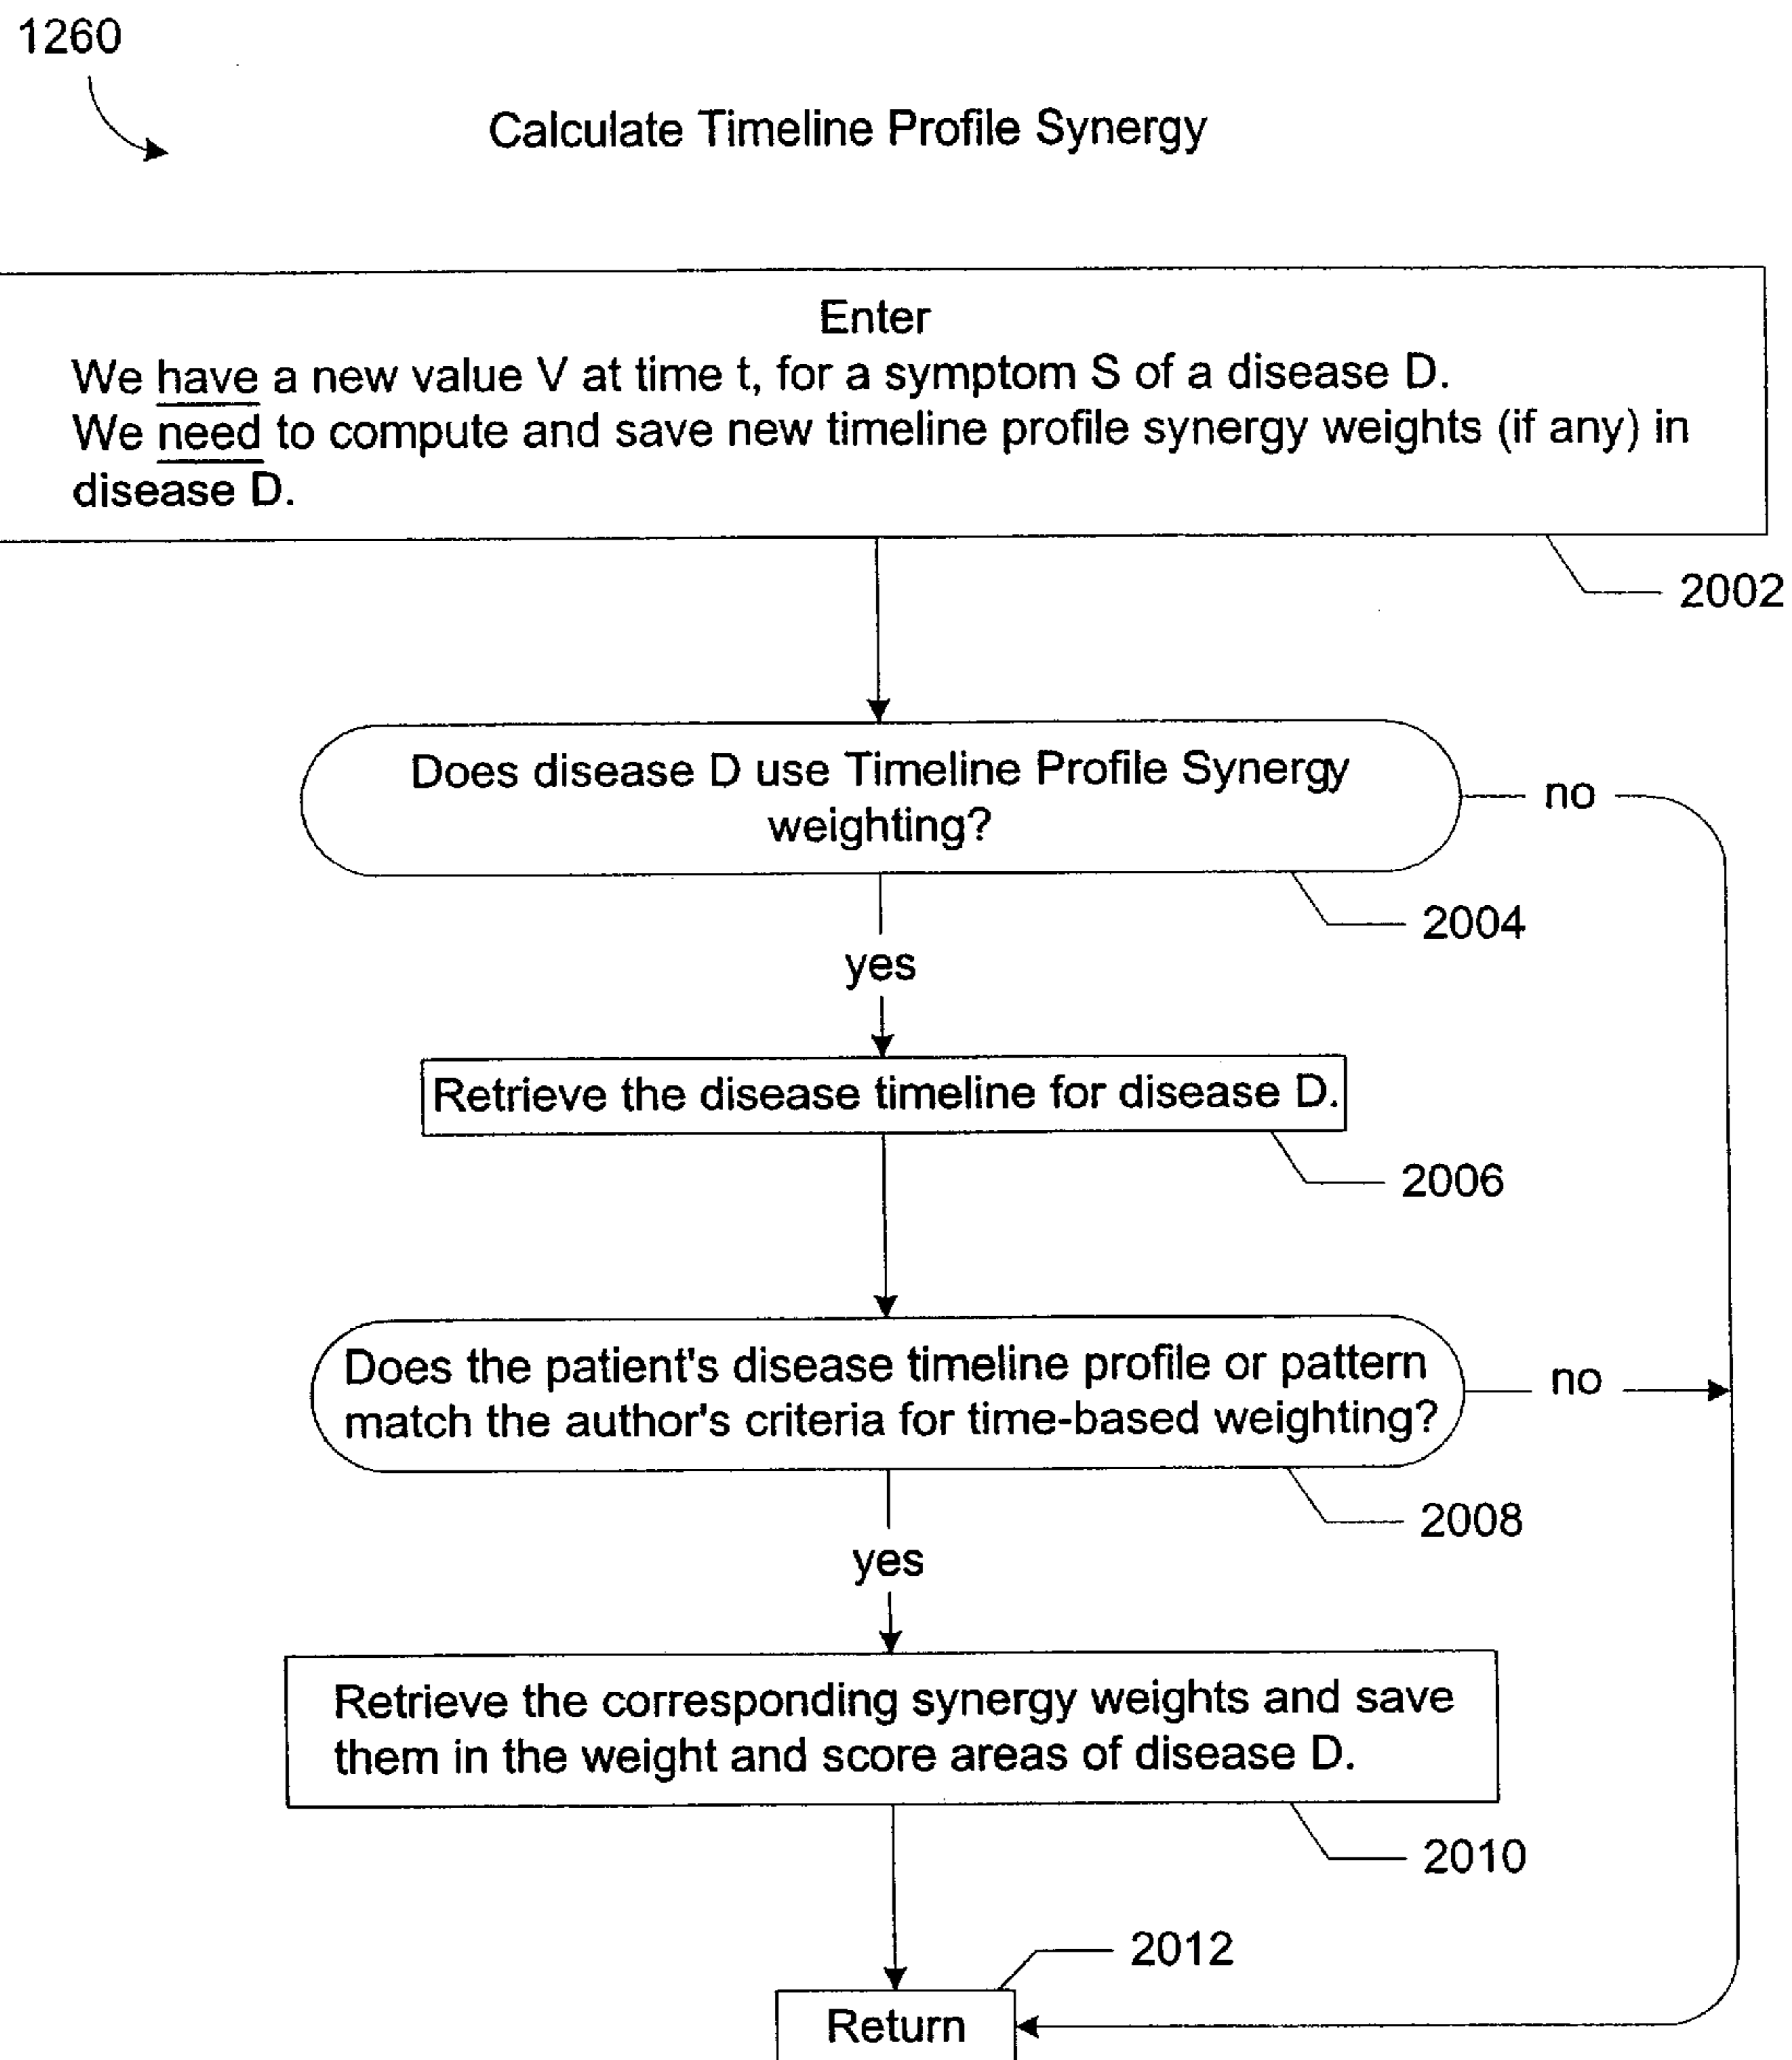 1260
Calculate Timeline Profile Synergy
Enter
We have a new value V at time t, for a symptom S of a disease D.
We need to compute and save new timeline profile synergy weights (if any) in
disease D.
2002
Does disease D use Timeline Profile Synergy
weighting?
no
2004
yes
Retrieve the disease timeline for disease D.
2006
Does the patient's disease timeline profile or pattern
match the author's criteria for time-based weighting?
no
2008
yes
Retrieve the corresponding synergy weights and save
them in the weight and score areas of disease D.
2010
2012
Return